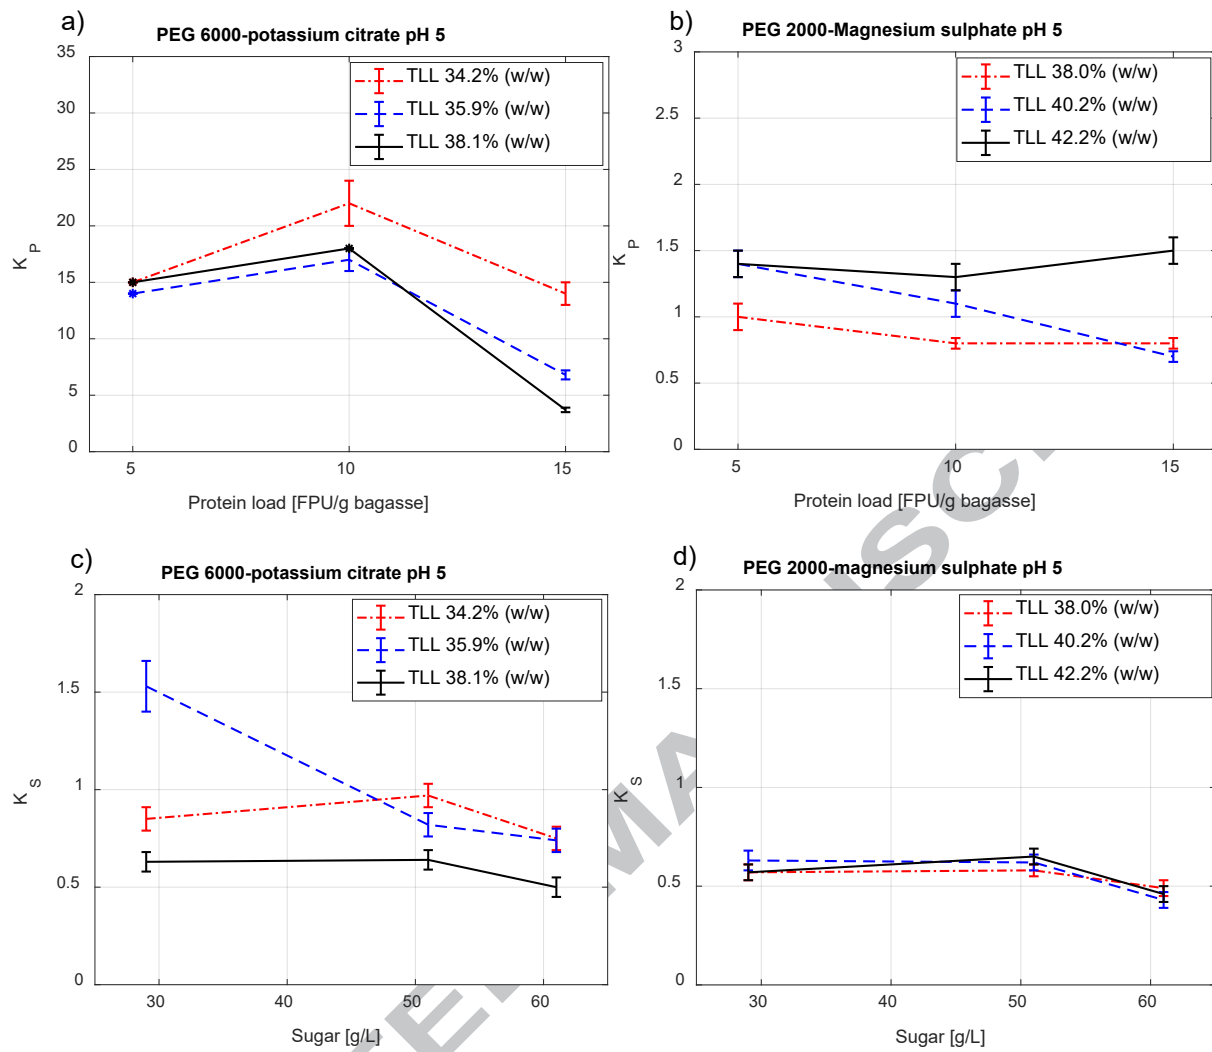 a)
PEG 6000-potassium citrate pH 5
35
30
25
20
15
10
5
0
K P
TLL 34.2% (w/w)
TLL 35.9% (w/w)
TLL 38.1% (w/w)
5
10
15
Protein load [FPU/g bagasse]
b)
PEG 2000-Magnesium sulphate pH 5
3
2.5
2
1.5
1
0.5
0
K P
TLL 38.0% (w/w)
TLL 40.2% (w/w)
TLL 42.2% (w/w)
5
10
15
Protein load [FPU/g bagasse]
c)
PEG 6000-potassium citrate pH 5
2
1.5
1
0.5
0
K S
TLL 34.2% (w/w)
TLL 35.9% (w/w)
TLL 38.1% (w/w)
30
40
50
60
Sugar [g/L]
d)
PEG 2000-magnesium sulphate pH 5
2
1.5
1
0.5
0
K S
TLL 38.0% (w/w)
TLL 40.2% (w/w)
TLL 42.2% (w/w)
30
40
50
60
Sugar [g/L]